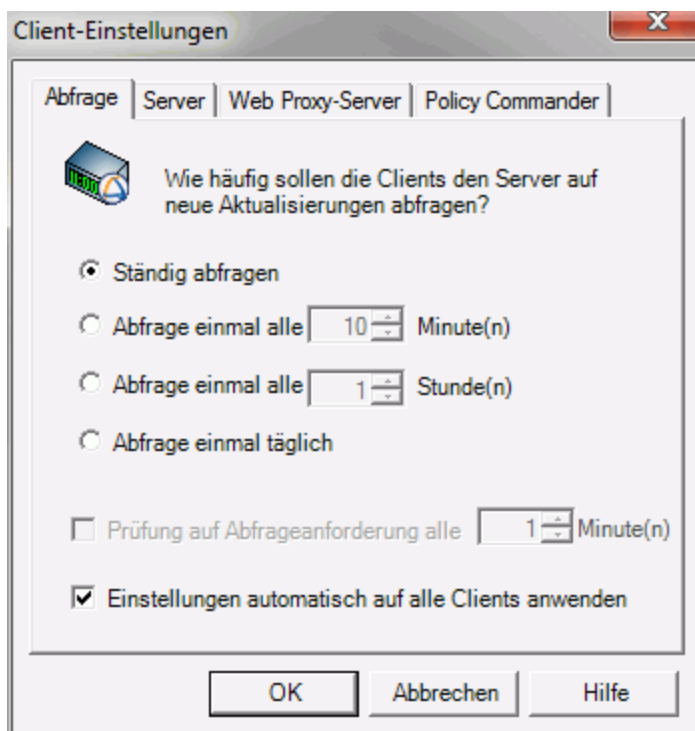 Client-Einstellungen
Abfrage Server Web Proxy-Server Policy Commander
Wie häufig sollen die Clients den Server auf
neue Aktualisierungen abfragen?
Ständig abfragen
Abfrage einmal alle 10 Minute(n)
Abfrage einmal alle 1 Stunde(n)
Abfrage einmal täglich
Prüfung auf Abfrageanforderung alle 1 Minute(n)
Einstellungen automatisch auf alle Clients anwenden
OK Abbrechen Hilfe